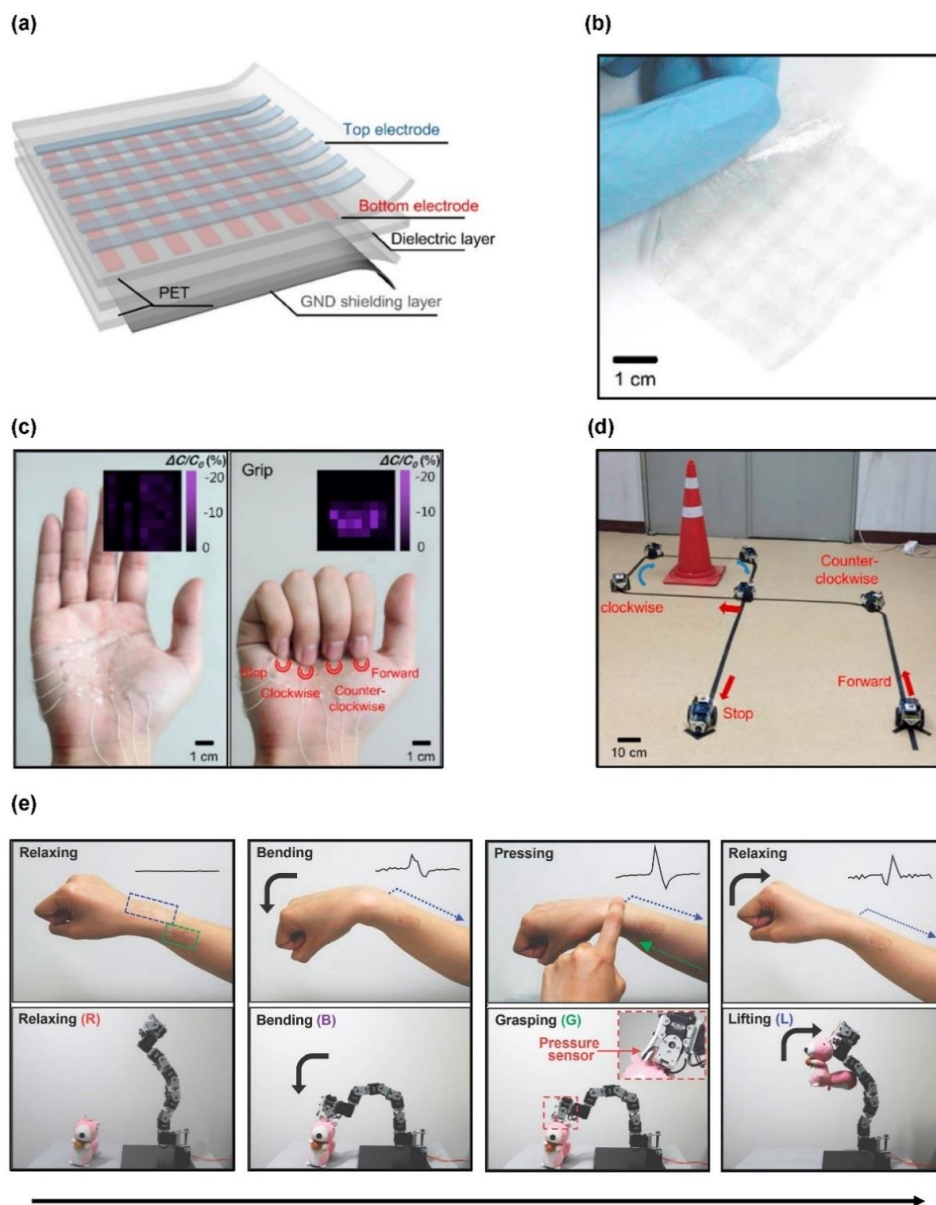 (a)
Top electrode
Bottom electrode
Dielectric layer
PET
GND shielding layer
(b)
1 cm
(c)
ΔC/C₀ (%)
-20
-10
0
1 cm
Grip
ΔC/C₀ (%)
-20
-10
0
Stop
Forward
Clockwise
Counter-
clockwise
1 cm
(d)
Counter-
clockwise
clockwise
Forward
Stop
10 cm
(e)
Relaxing
Bending
Pressing
Relaxing
Relaxing (R)
Bending (B)
Grasping (G)
Pressure
sensor
Lifting (L)